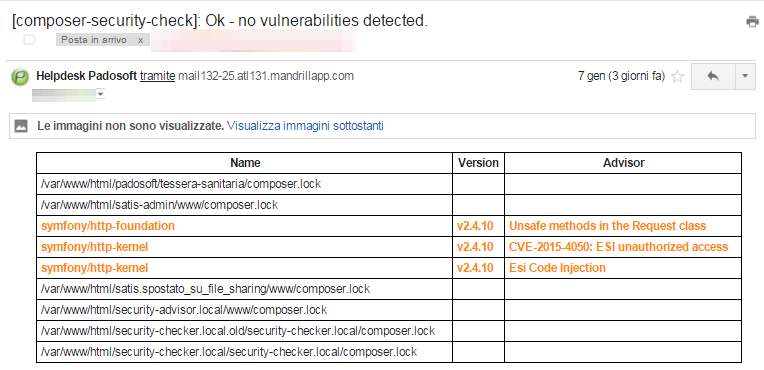 [composer-security-check]: Ok - no vulnerabilities detected.
Posta in arrivo x
Helpdesk Padosoft tramite mail132-25.atl131.mandrillapp.com 7 gen (3 giorni fa)
Le immagini non sono visualizzate. Visualizza immagini sottostanti
Name Version Advisor
/var/www/html/padosoft/tessera-sanitaria/composer.lock
/var/www/html/satis-admin/www/composer.lock
symfony/http-foundation v2.4.10 Unsafe methods in the Request class
symfony/http-kernel v2.4.10 CVE-2015-4050: ESI unauthorized access
symfony/http-kernel v2.4.10 Esi Code Injection
/var/www/html/satis.spostato_su_file_sharing/www/composer.lock
/var/www/html/security-advisor.local/www/composer.lock
/var/www/html/security-checker.local.old/security-checker.local/composer.lock
/var/www/html/security-checker.local/security-checker.local/composer.lock